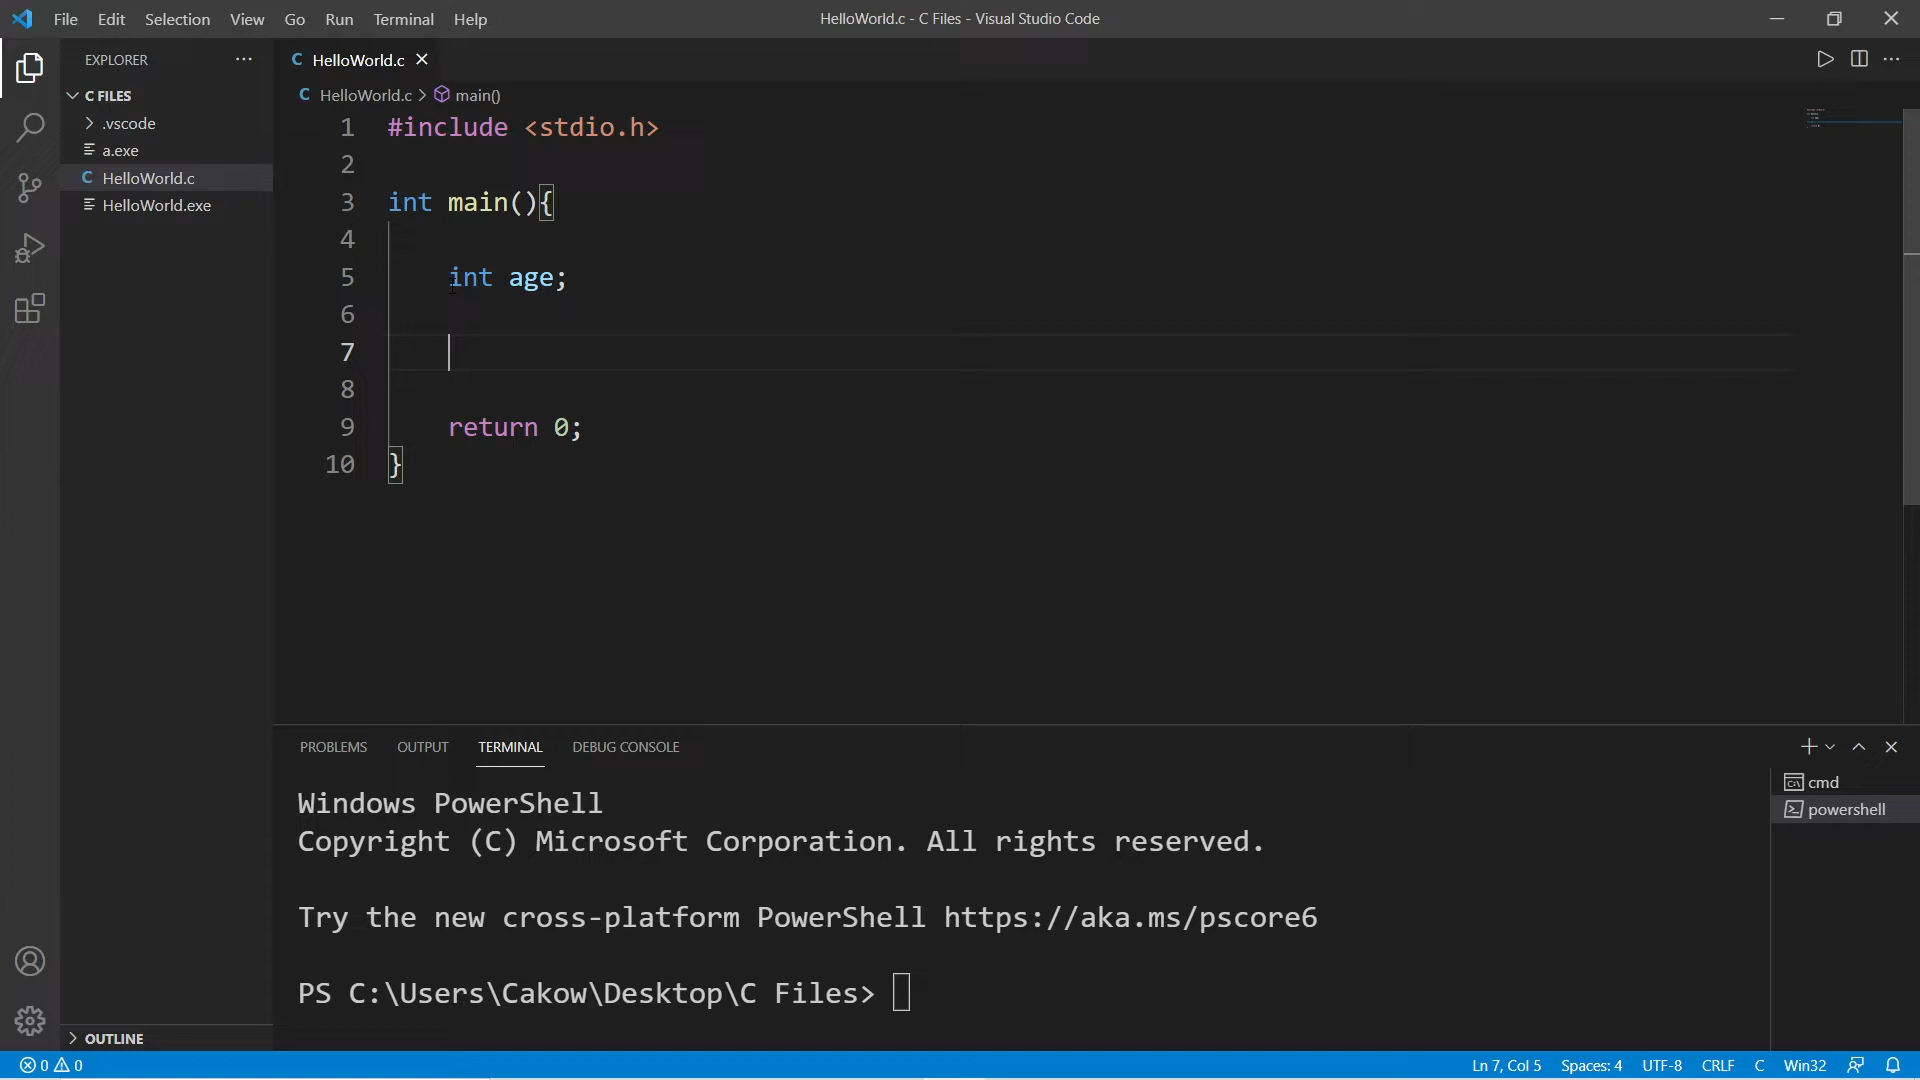 File Edit Selection View Go Run Terminal Help
HelloWorld.c - C Files - Visual Studio Code
EXPLORER
C FILES
.vscode
a.exe
C HelloWorld.c
HelloWorld.exe
OUTLINE
C HelloWorld.c
C HelloWorld.c > main()
1 #include <stdio.h>
2
3 int main(){
4
5 int age;
6
7
8
9 return 0;
10 }
PROBLEMS OUTPUT TERMINAL DEBUG CONSOLE
Windows PowerShell
Copyright (C) Microsoft Corporation. All rights reserved.
Try the new cross-platform PowerShell https://aka.ms/pscore6
PS C:\Users\Cakow\Desktop\C Files>
cmd
powershell
0 0
Ln 7, Col 5 Spaces: 4 UTF-8 CRLF C Win32